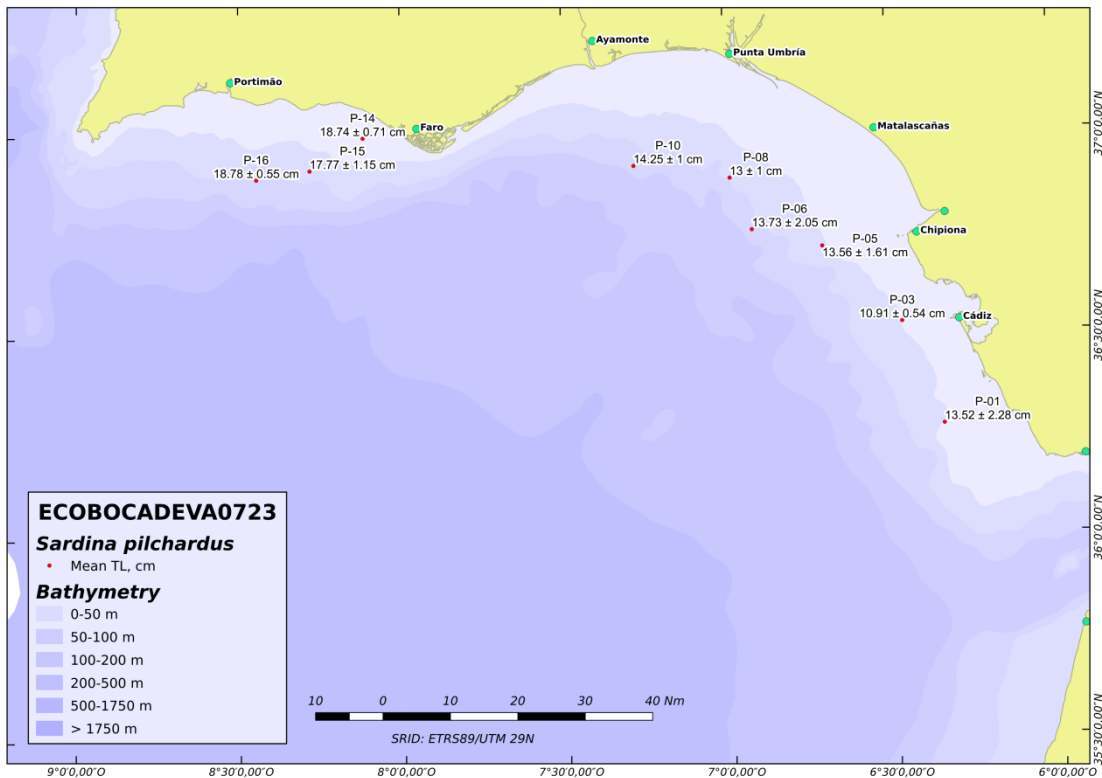 Ayamonte
Punta Umbría
Portimão
P-14
18.74 ± 0.71 cm
Faro
Matalascañas
37°0'0.00"N
P-15
17.77 ± 1.15 cm
P-16
18.78 ± 0.55 cm
P-10
14.25 ± 1 cm
P-08
13 ± 1 cm
P-06
13.73 ± 2.05 cm
P-05
13.56 ± 1.61 cm
Chipiona
P-03
10.91 ± 0.54 cm
Cádiz
36°30'0.00"N
P-01
13.52 ± 2.28 cm
36°0'0.00"N
ECOBOCADEVA0723
Sardina pilchardus
Mean TL, cm
Bathymetry
0-50 m
50-100 m
100-200 m
200-500 m
500-1750 m
> 1750 m
10 0 10 20 30 40 Nm
SRID: ETRS89/UTM 29N
35°30'0.00"N
9°0'0,00"O
8°30'0,00"O
8°0'0,00"O
7°30'0,00"O
7°0'0,00"O
6°30'0,00"O
6°0'0,00"O